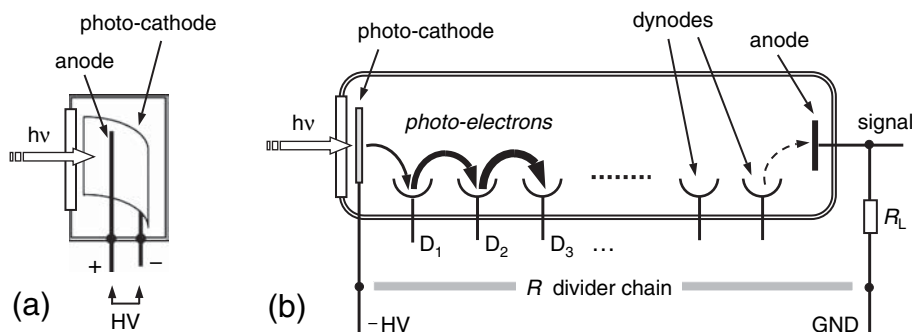 photo-cathode
anode
hν
+ −
HV
(a)
photo-cathode
dynodes
anode
hν
photo-electrons
signal
D1 D2 D3 ...
RL
R divider chain
−HV
GND
(b)